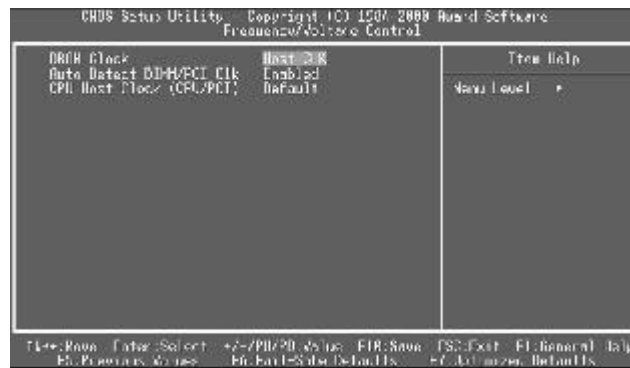 CMOS Setup Utility - Copyright (C) 1984-2000 Award Software
Frequency/Voltage Control
DRAM Clock Host CLK
Auto Detect DIMM/PCI Clk Enabled
CPU Host Clock (CPU/PCI) Default
Item Help
Menu Level ▸
:Move Enter:Select +/-/PU/PD:Value F10:Save ESC:Exit F1:General Help
F5:Previous Values F6:Fail-Safe Defaults F7:Optimized Defaults